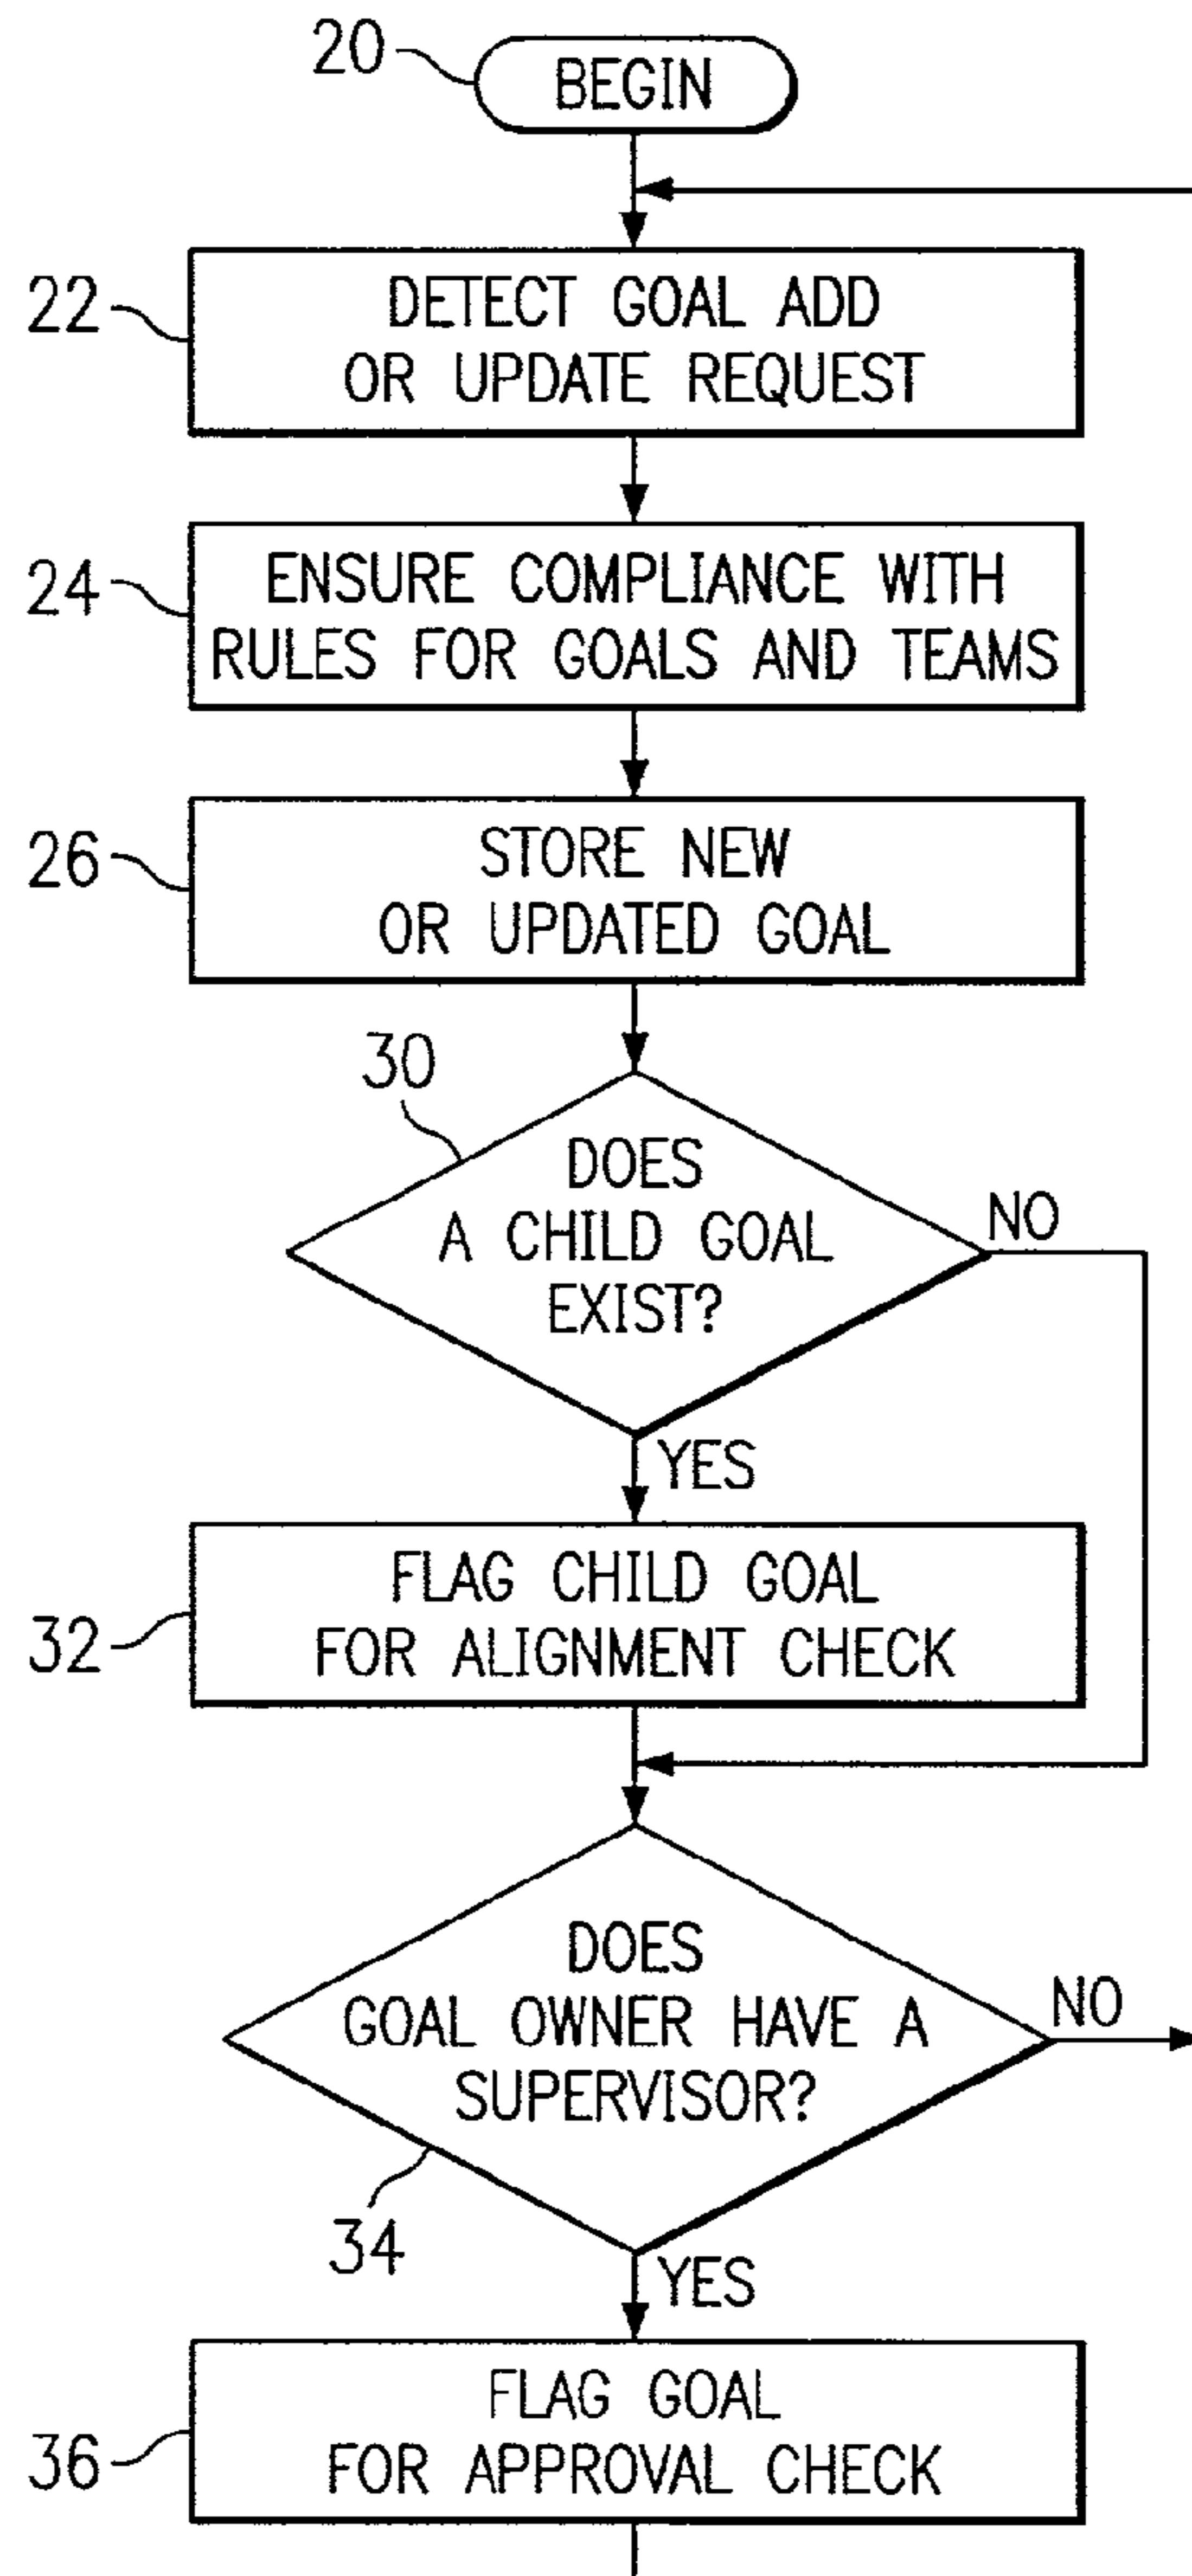 20
BEGIN
22
DETECT GOAL ADD
OR UPDATE REQUEST
24
ENSURE COMPLIANCE WITH
RULES FOR GOALS AND TEAMS
26
STORE NEW
OR UPDATED GOAL
30
DOES
A CHILD GOAL
EXIST?
NO
YES
32
FLAG CHILD GOAL
FOR ALIGNMENT CHECK
DOES
GOAL OWNER HAVE A
SUPERVISOR?
NO
34
YES
36
FLAG GOAL
FOR APPROVAL CHECK